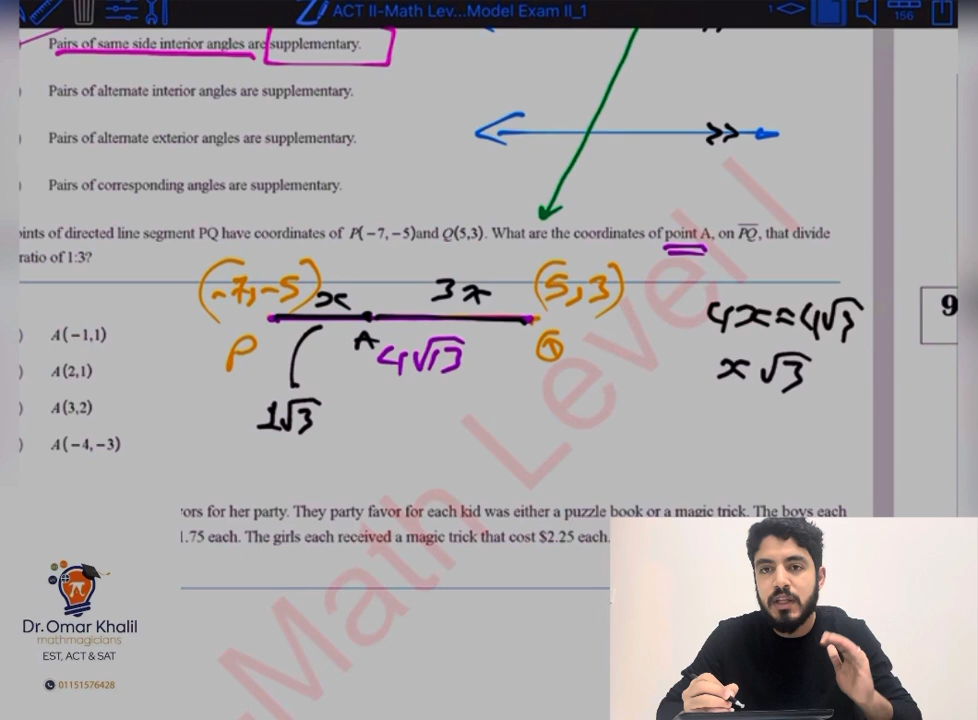 ACT II-Math Lev...Model Exam II_1
156
Pairs of same side interior angles are supplementary.
Pairs of alternate interior angles are supplementary.
Pairs of alternate exterior angles are supplementary.
Pairs of corresponding angles are supplementary.
ints of directed line segment PQ have coordinates of P(−7,−5)and Q(5,3). What are the coordinates of point A, on PQ, that divide
ratio of 1:3?
(-7,-5) x 3x (5,3)
P A 4√13 Q
4x = 4√3
x √3
1√3
9
A(−1,1)
A(2,1)
A(3,2)
A(−4,−3)
ors for her party. They party favor for each kid was either a puzzle book or a magic trick. The boys each
1.75 each. The girls each received a magic trick that cost $2.25 each.
Math Level I
Dr.Omar Khalil
mathmagicians
EST, ACT & SAT
01151576428